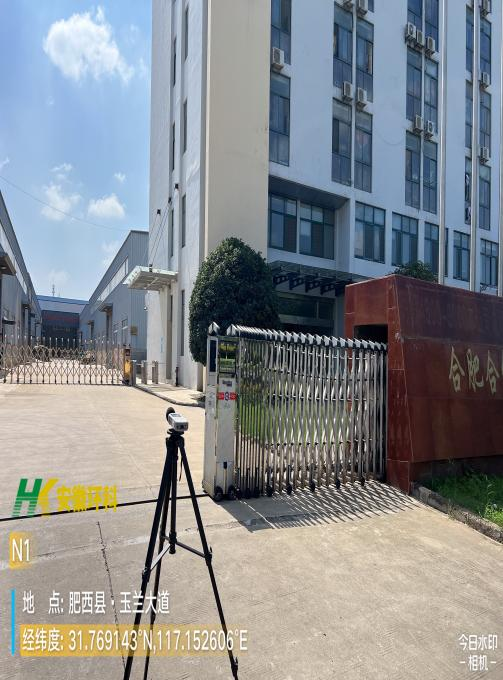 合肥合
HK 安徽环科
N1
地 点: 肥西县·玉兰大道
经纬度: 31.769143°N,117.152606°E
今日水印
-相机-